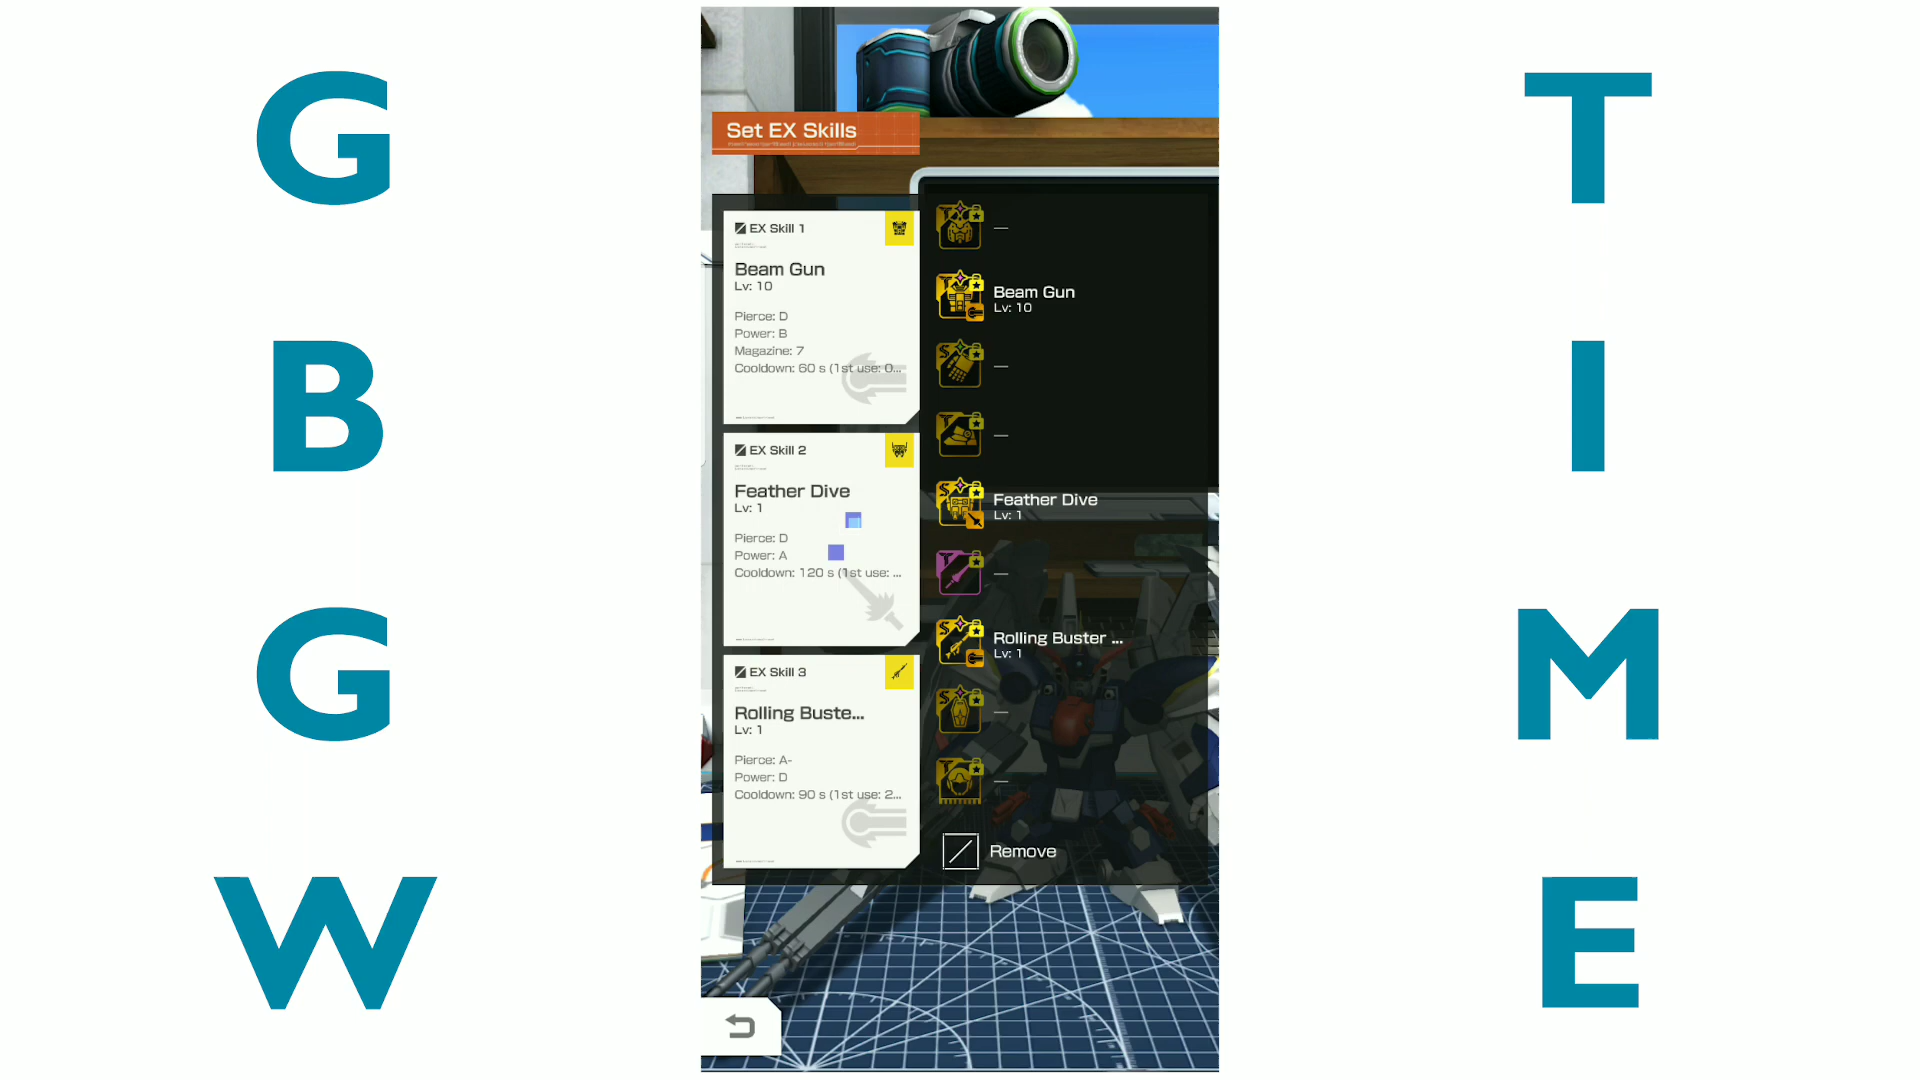 G
B
G
W
Set EX Skills
EX Skill 1
Beam Gun
Lv: 10
Pierce: D
Power: B
Magazine: 7
Cooldown: 60 s (1st use: 0...
EX Skill 2
Feather Dive
Lv: 1
Pierce: D
Power: A
Cooldown: 120 s (1st use: ...
EX Skill 3
Rolling Buste...
Lv: 1
Pierce: A-
Power: D
Cooldown: 90 s (1st use: 2...
—
Beam Gun
Lv: 10
—
—
Feather Dive
Lv: 1
—
Rolling Buster ...
Lv: 1
—
—
Remove
T
I
M
E